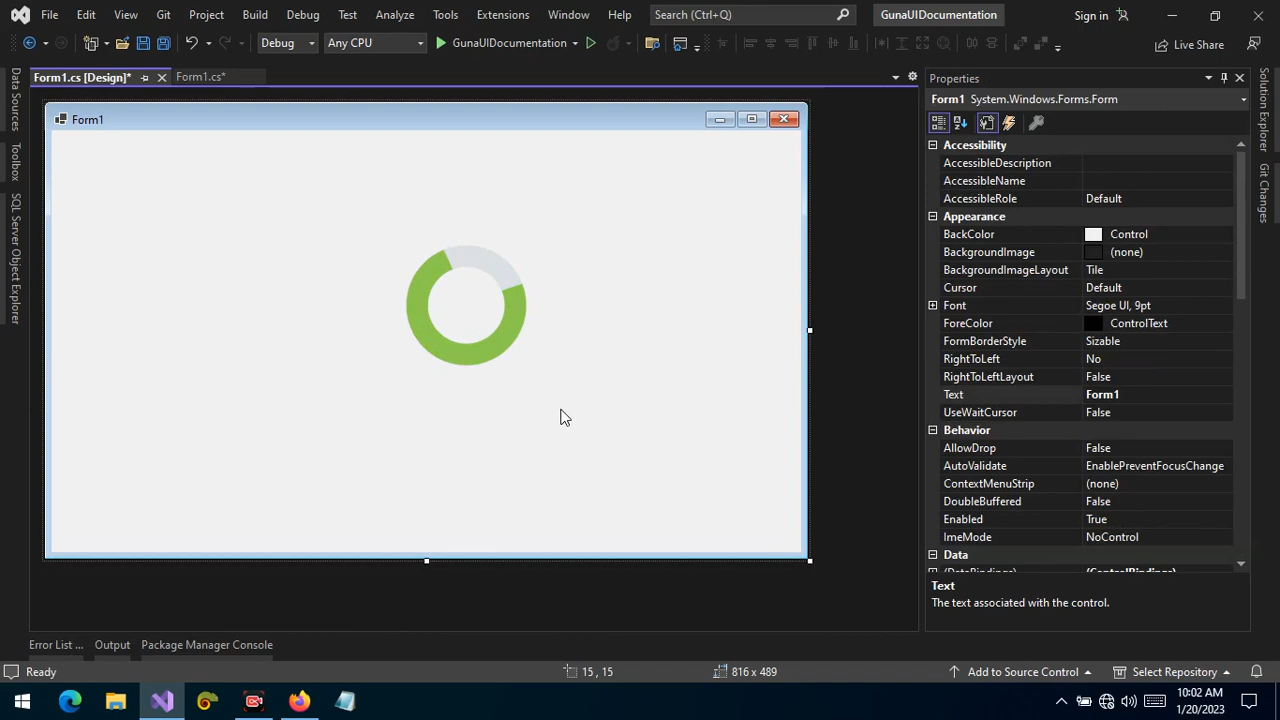 File Edit View Git Project Build Debug Test Analyze Tools Extensions Window Help Search (Ctrl+Q) GunaUIDocumentation Sign in
Debug Any CPU GunaUIDocumentation Live Share
Form1.cs [Design]* Form1.cs*
Data Sources
Toolbox
SQL Server Object Explorer
Form1
Properties
Form1 System.Windows.Forms.Form
Accessibility
AccessibleDescription
AccessibleName
AccessibleRole Default
Appearance
BackColor Control
BackgroundImage (none)
BackgroundImageLayout Tile
Cursor Default
Font Segoe UI, 9pt
ForeColor ControlText
FormBorderStyle Sizable
RightToLeft No
RightToLeftLayout False
Text Form1
UseWaitCursor False
Behavior
AllowDrop False
AutoValidate EnablePreventFocusChange
ContextMenuStrip (none)
DoubleBuffered False
Enabled True
ImeMode NoControl
Data
(DataBindings) (ControlBindings)
Text
The text associated with the control.
Solution Explorer
Git Changes
Error List ... Output Package Manager Console
Ready 15 , 15 816 x 489 Add to Source Control Select Repository
10:02 AM
1/20/2023